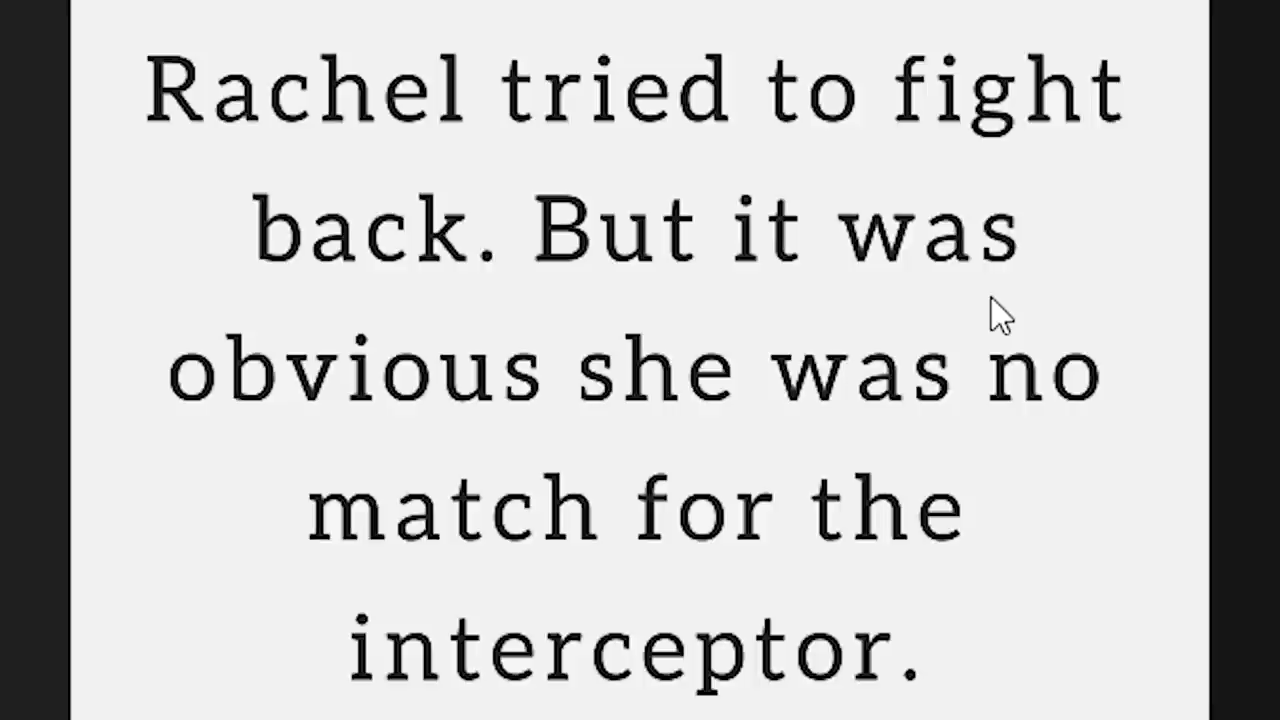 Rachel tried to fight
back. But it was
obvious she was no
match for the
interceptor.